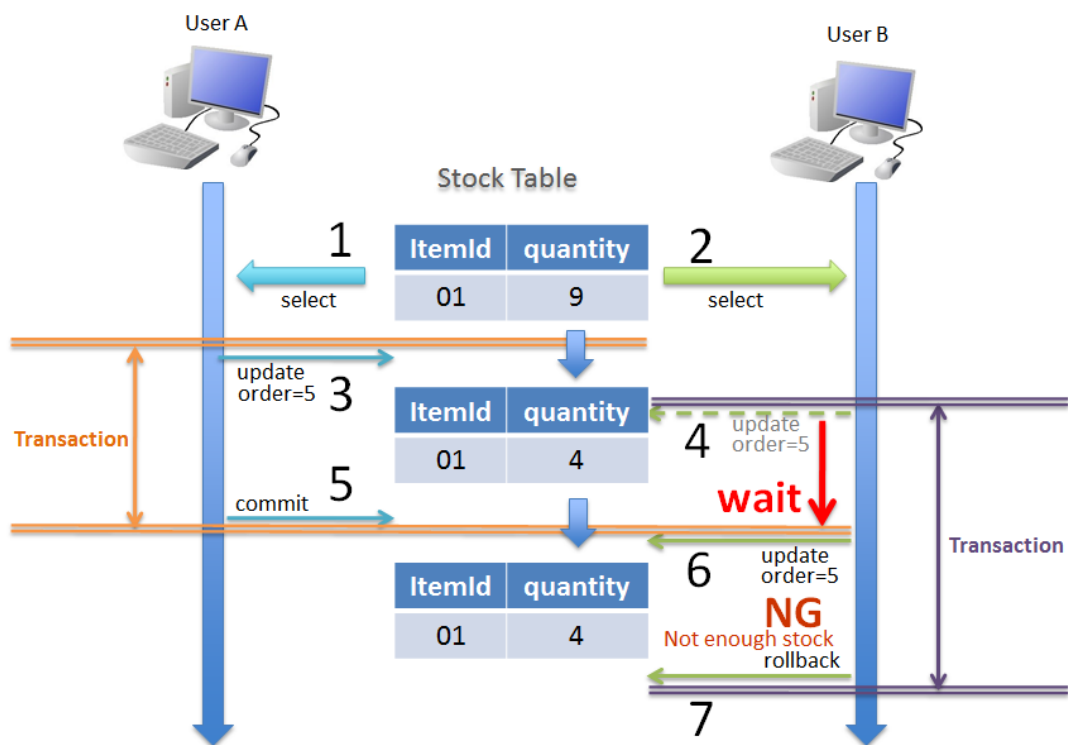 User A
User B
Stock Table
1
2
ItemId quantity
01 9
select
select
update
order=5
3
ItemId quantity
01 4
4
update
order=5
Transaction
5
commit
wait
6
update
order=5
Transaction
ItemId quantity
01 4
NG
Not enough stock
rollback
7